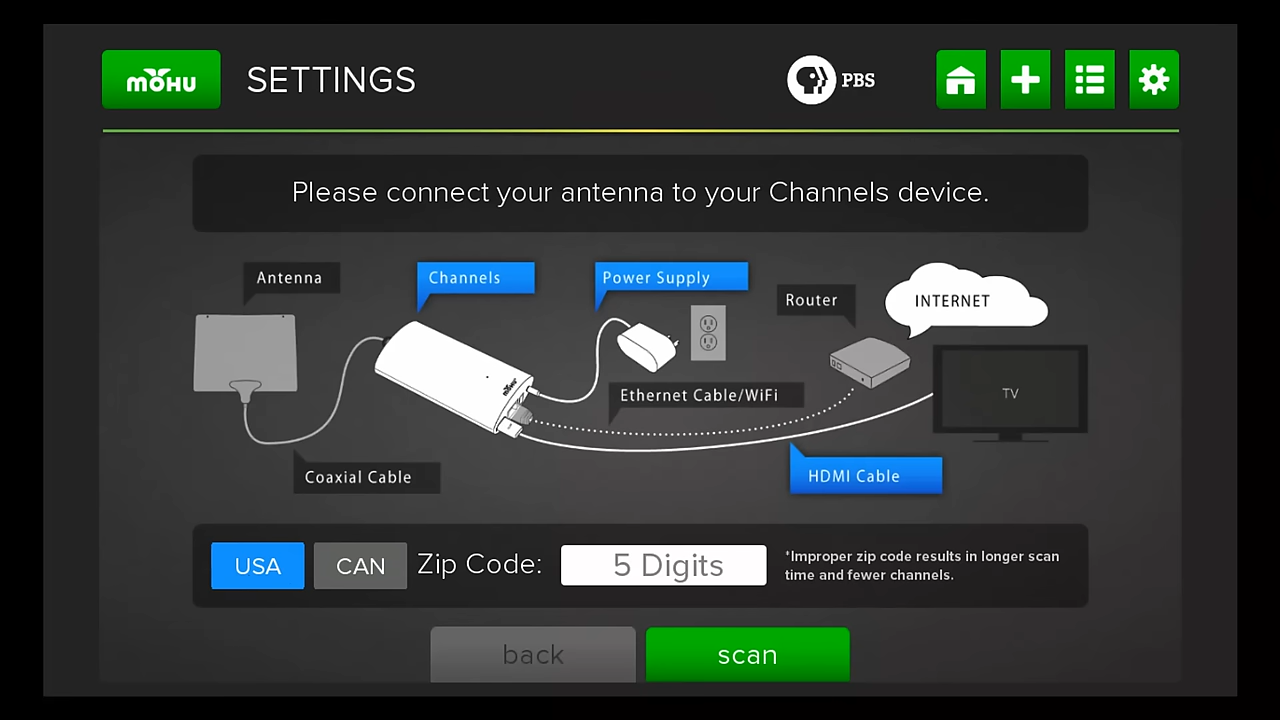 mohu
SETTINGS
PBS
Please connect your antenna to your Channels device.
Antenna
Channels
Power Supply
Router
INTERNET
mohu
TV
Ethernet Cable/WiFi
Coaxial Cable
HDMI Cable
USA
CAN
Zip Code:
5 Digits
*Improper zip code results in longer scan
time and fewer channels.
back
scan